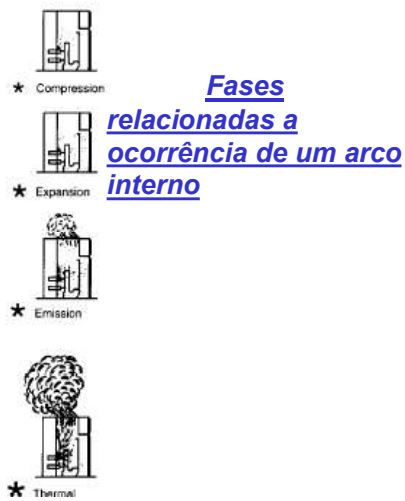 ★ Compression
Fases
relacionadas a
ocorrência de um arco
interno
★ Expansion
★ Emission
★ Thermal